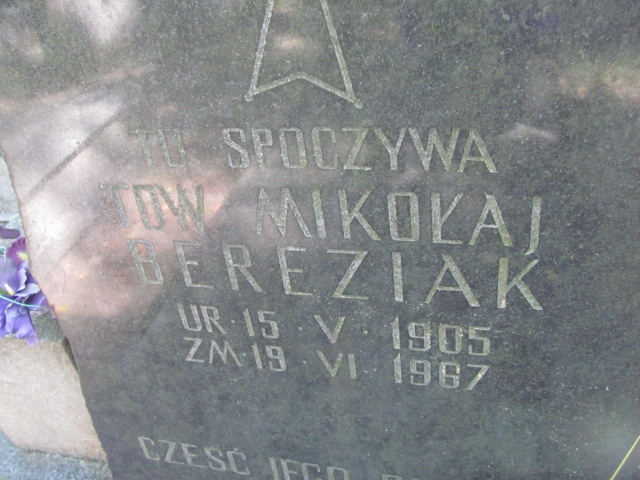 TU SPOCZYWA
TOW MIKOŁAJ
BEREZIAK
UR·15·V·1905
ZM·19·VI·1967
CZEŚĆ JEGO